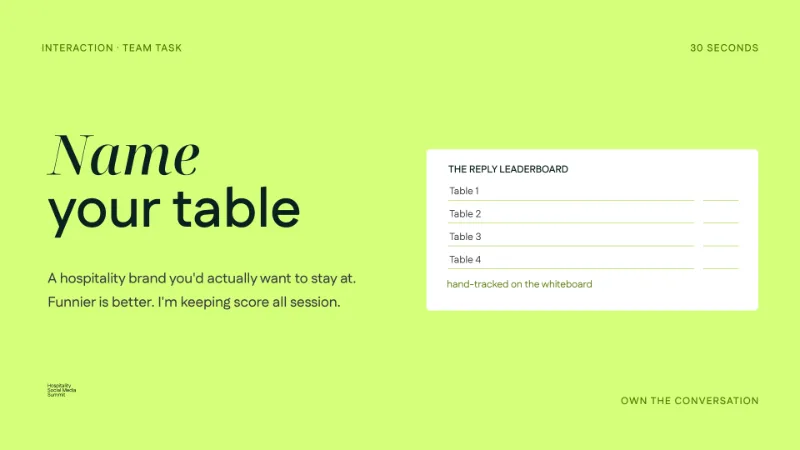 INTERACTION · TEAM TASK
30 SECONDS
Name
your table
A hospitality brand you'd actually want to stay at.
Funnier is better. I'm keeping score all session.
THE REPLY LEADERBOARD
Table 1
Table 2
Table 3
Table 4
hand-tracked on the whiteboard
Hospitality
Social Media
Summit
OWN THE CONVERSATION